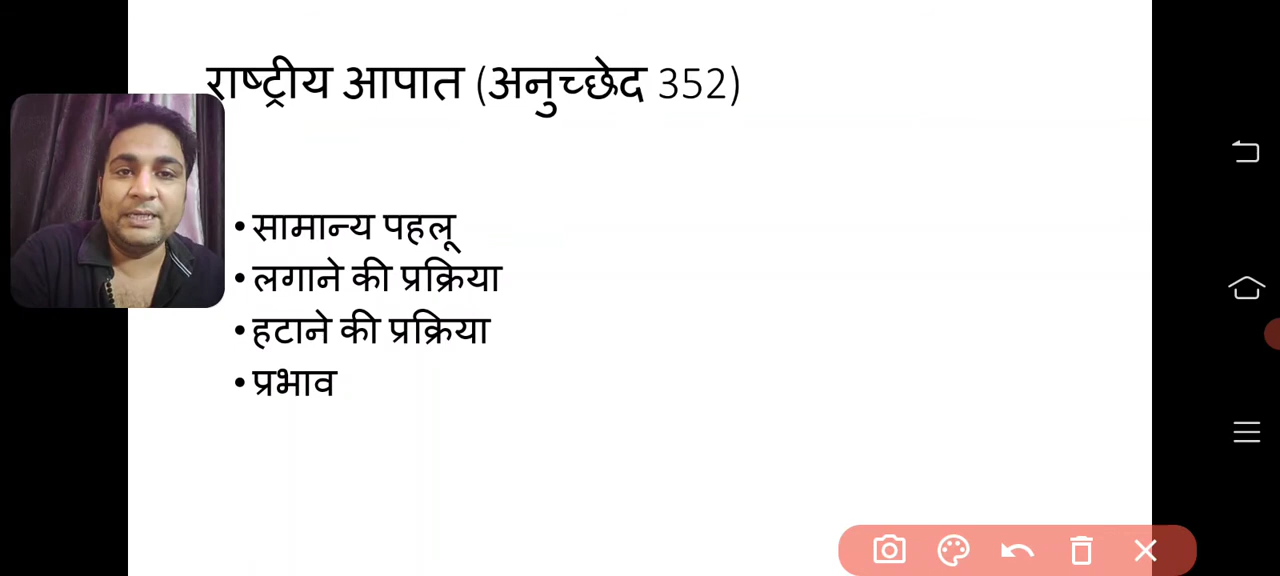 राष्ट्रीय आपात (अनुच्छेद 352)
• सामान्य पहलू
• लगाने की प्रक्रिया
• हटाने की प्रक्रिया
• प्रभाव